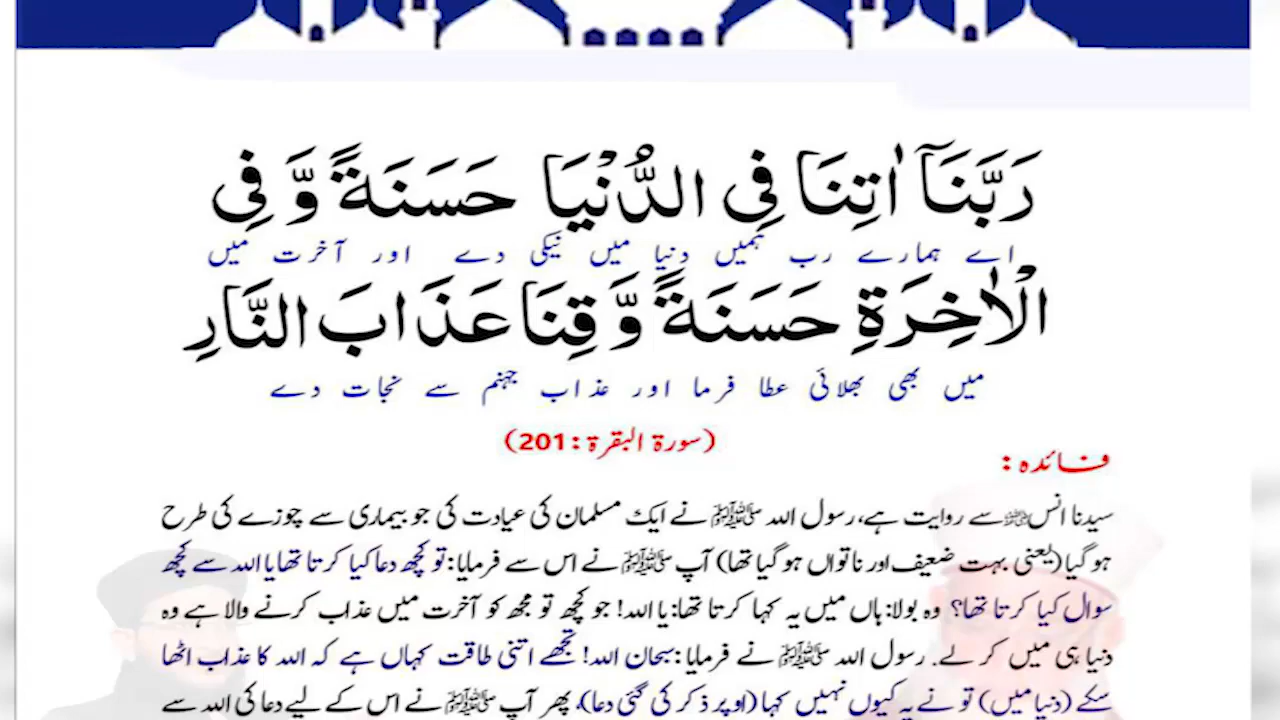 رَبَّنَآ اٰتِنَا فِى الدُّنْيَا حَسَنَةً وَّ فِى
اے ہمارے رب ہمیں دنیا میں نیکی دے اور آخرت میں
الْاٰخِرَةِ حَسَنَةً وَّ قِنَا عَذَابَ النَّارِ
میں بھی بھلائی عطا فرما اور عذاب جہنم سے نجات دے
(سورة البقرة:201)
فائدہ:
سیدنا انس رضی اللہ عنہ سے روایت ہے، رسول اللہ ﷺ نے ایک مسلمان کی عیادت کی جو بیماری سے چوزے کی طرح
ہو گیا (یعنی بہت ضعیف اور ناتواں ہو گیا تھا) آپ ﷺ نے اس سے فرمایا: تو کچھ دعا کیا کرتا تھا یا اللہ سے کچھ
سوال کیا کرتا تھا؟ وہ بولا: ہاں میں یہ کہا کرتا تھا: یا اللہ! جو کچھ تو مجھ کو آخرت میں عذاب کرنے والا ہے وہ
دنیا ہی میں کر لے. رسول اللہ ﷺ نے فرمایا: سبحان اللہ! تجھے اتنی طاقت کہاں ہے کہ اللہ کا عذاب اٹھا
سکے (دنیا میں) تو نے یہ کیوں نہیں کہا (اوپر ذکر کی گئی دعا)، پھر آپ ﷺ نے اس کے لیے دعا کی اللہ سے